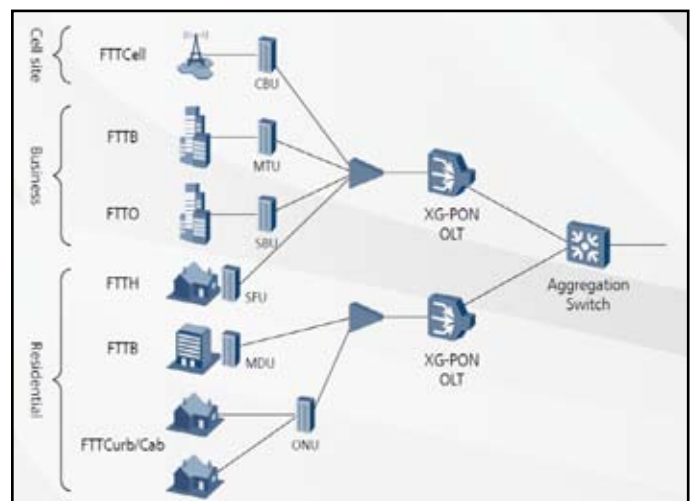 Cell site
FTTCell
CBU
Business
FTTB
MTU
FTTO
SBU
XG-PON
OLT
Aggregation
Switch
Residential
FTTH
SFU
FTTB
MDU
XG-PON
OLT
FTTCurb/Cab
ONU